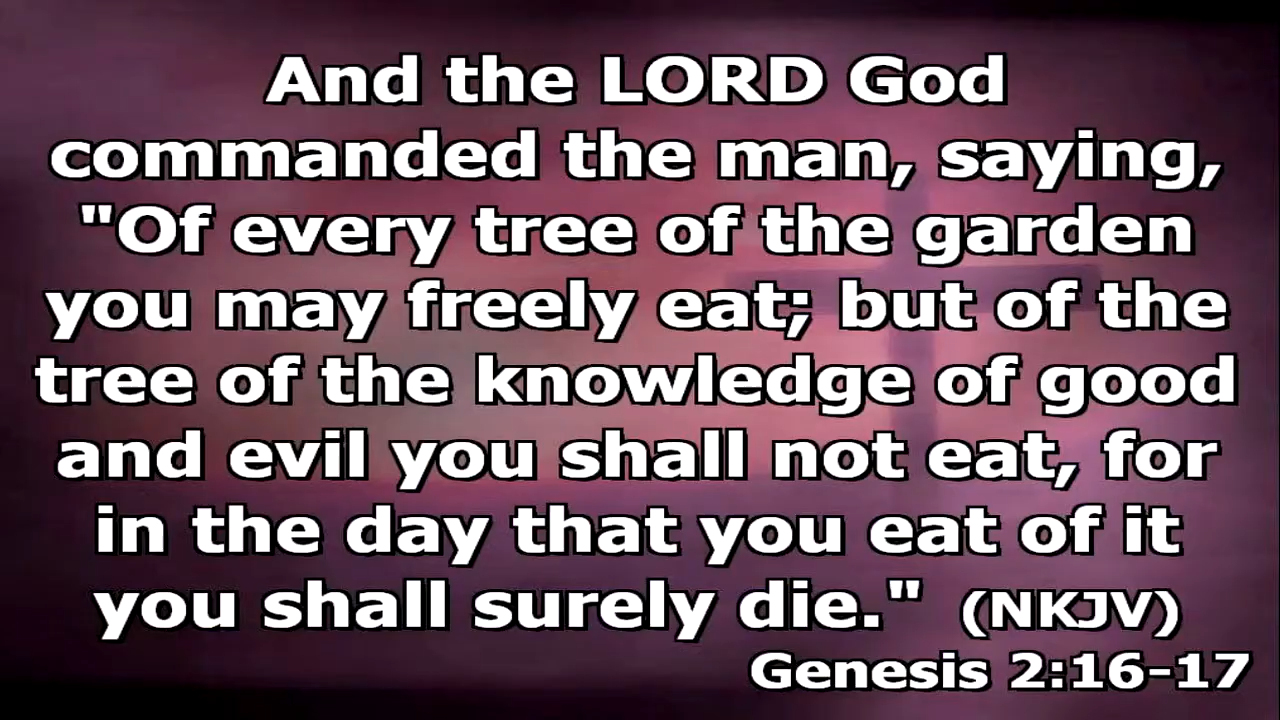 And the LORD God
commanded the man, saying,
"Of every tree of the garden
you may freely eat; but of the
tree of the knowledge of good
and evil you shall not eat, for
in the day that you eat of it
you shall surely die." (NKJV)
Genesis 2:16-17